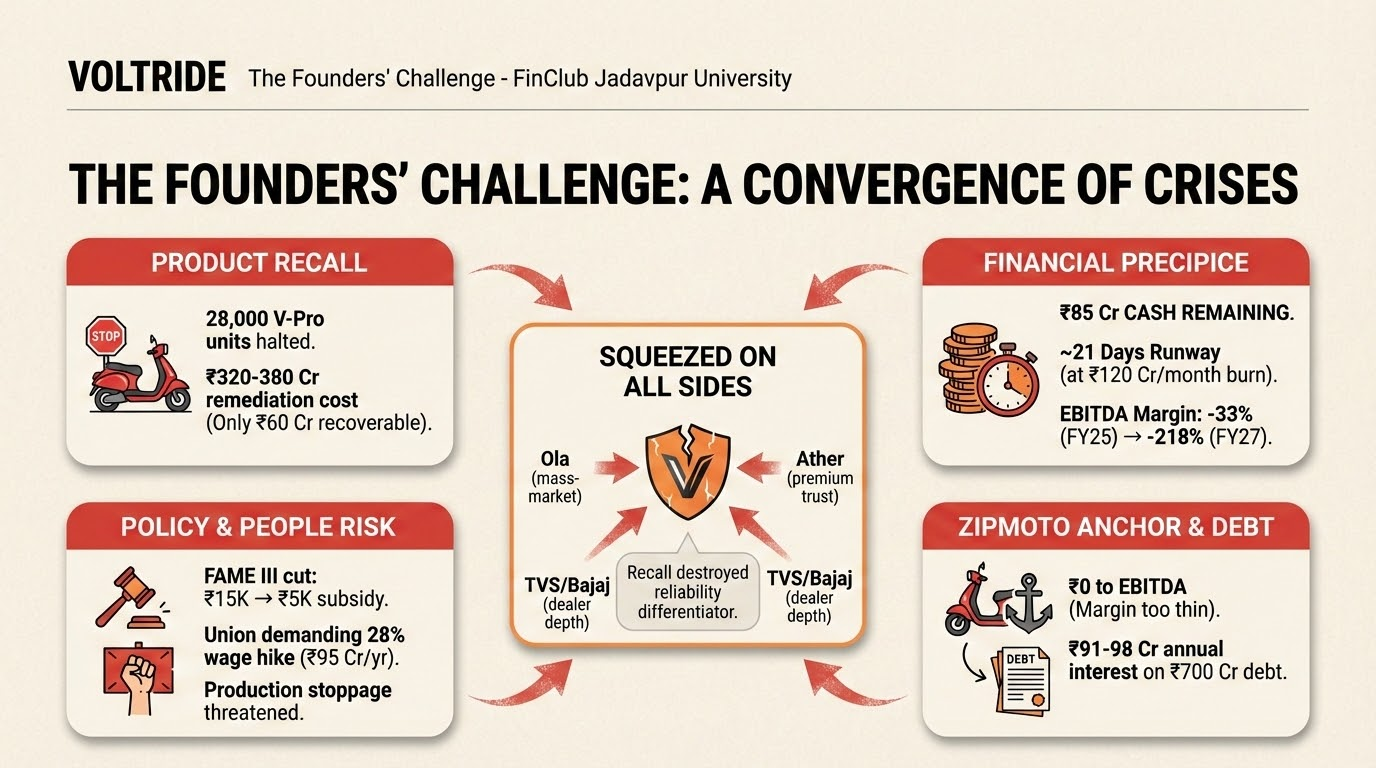 VOLTRIDE The Founders' Challenge - FinClub Jadavpur University
THE FOUNDERS’ CHALLENGE: A CONVERGENCE OF CRISES
PRODUCT RECALL
STOP
28,000 V-Pro
units halted.
₹320-380 Cr
remediation cost
(Only ₹60 Cr recoverable).
POLICY & PEOPLE RISK
FAME III cut:
₹15K → ₹5K subsidy.
Union demanding 28%
wage hike (₹95 Cr/yr).
Production stoppage
threatened.
SQUEEZED ON
ALL SIDES
Ola
(mass-
market)
V
Ather
(premium
trust)
TVS/Bajaj
(dealer
depth)
Recall destroyed
reliability
differentiator.
TVS/Bajaj
(dealer
depth)
FINANCIAL PRECIPICE
₹85 Cr CASH REMAINING.
~21 Days Runway
(at ₹120 Cr/month burn).
EBITDA Margin: -33%
(FY25) → -218% (FY27).
ZIPMOTO ANCHOR & DEBT
₹0 to EBITDA
(Margin too thin).
DEBT
₹91-98 Cr annual
interest on ₹700 Cr debt.